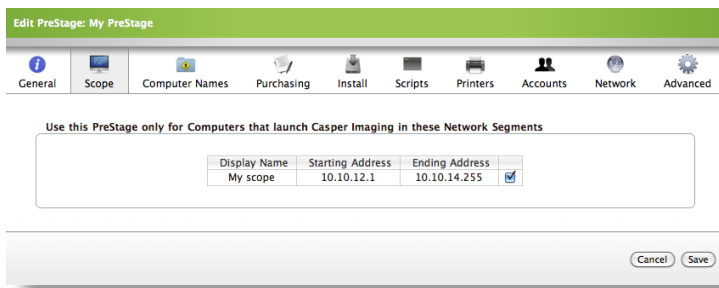 Edit PreStage: My PreStage
General Scope Computer Names Purchasing Install Scripts Printers Accounts Network Advanced
Use this PreStage only for Computers that launch Casper Imaging in these Network Segments
Display Name Starting Address Ending Address
My scope 10.10.12.1 10.10.14.255
Cancel Save